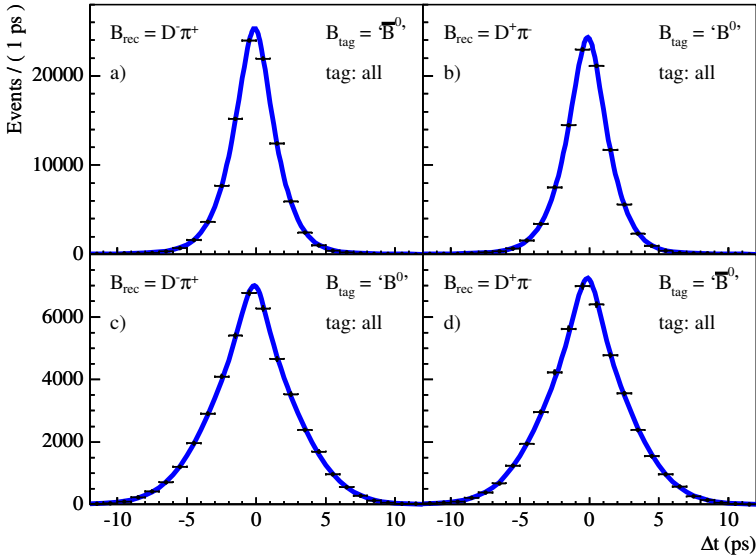 Events / ( 1 ps )
B_rec = D⁻π⁺ B_tag = ‘B̅⁰’
a) tag: all
B_rec = D⁺π⁻ B_tag = ‘B⁰’
b) tag: all
20000
10000
0
B_rec = D⁻π⁺ B_tag = ‘B⁰’
c) tag: all
B_rec = D⁺π⁻ B_tag = ‘B̅⁰’
d) tag: all
6000
4000
2000
0
-10 -5 0 5 10
-10 -5 0 5 10
Δt (ps)